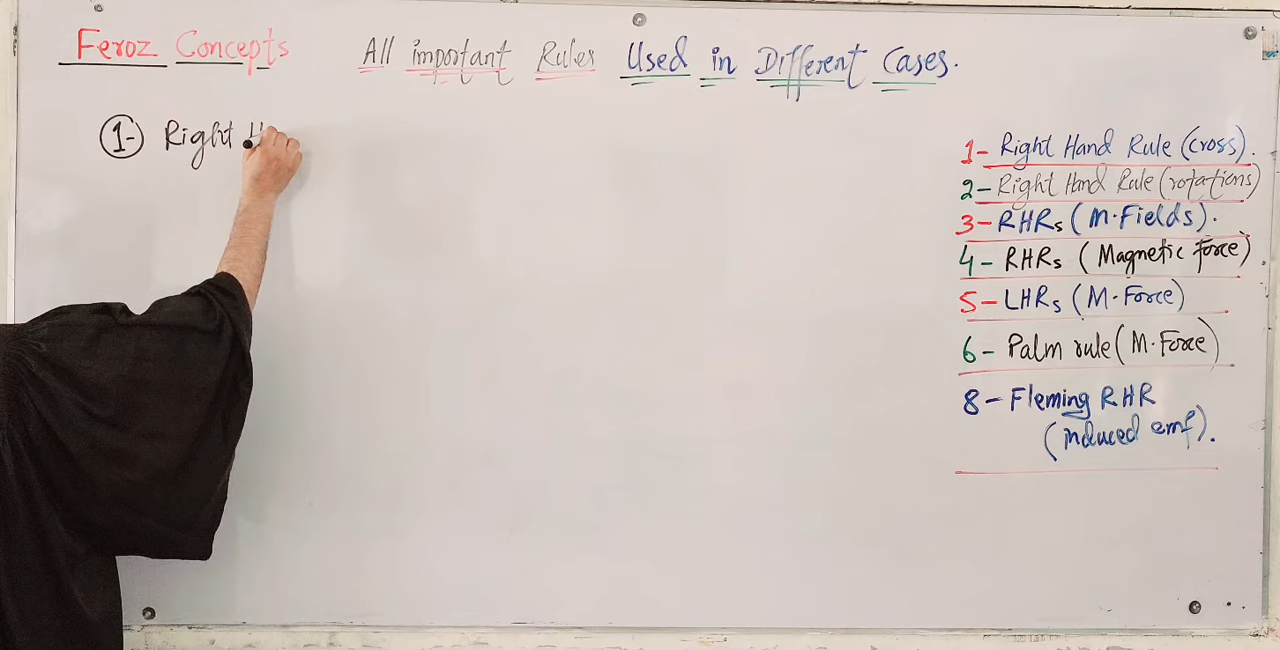 Feroz Concepts All important Rules Used in Different Cases.
1- Right H
1- Right Hand Rule (cross).
2- Right Hand Rule (rotations)
3- RHRs (M.Fields).
4- RHRs (Magnetic force)
5- LHRs (M.Force)
6- Palm rule (M.Force)
8- Fleming RHR
(induced emf).